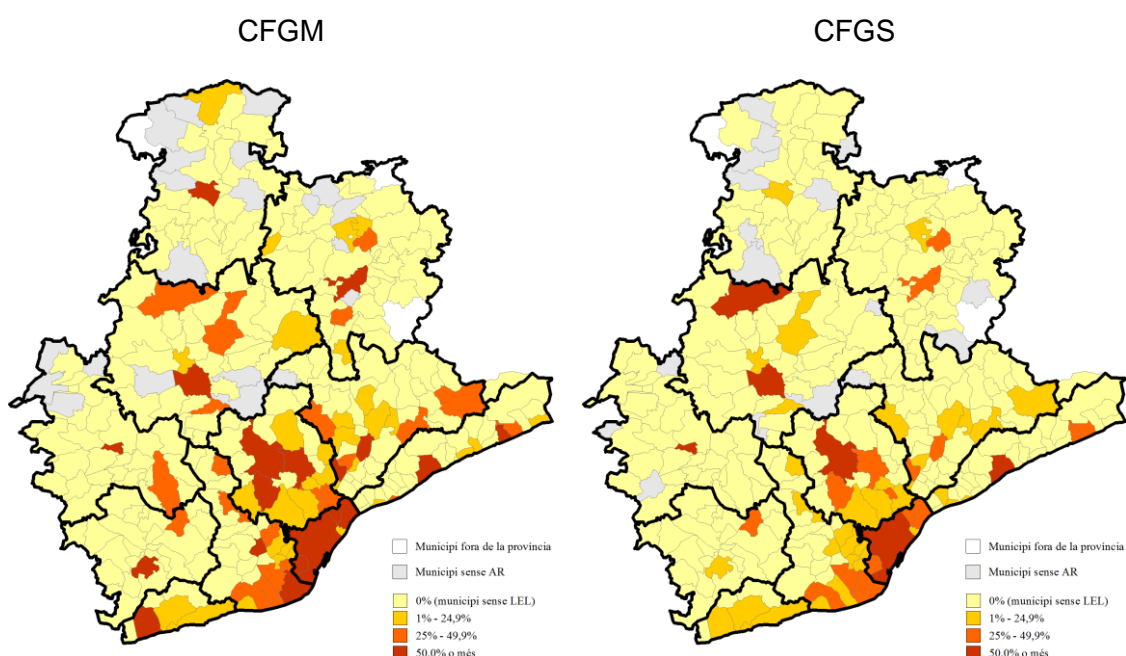 CFGM
CFGS
Municipi fora de la província
Municipi sense AR
0% (municipi sense LEL)
1% - 24,9%
25% - 49,9%
50.0% o més
Municipi fora de la província
Municipi sense AR
0% (municipi sense LEL)
1% - 24,9%
25% - 49,9%
50.0% o més